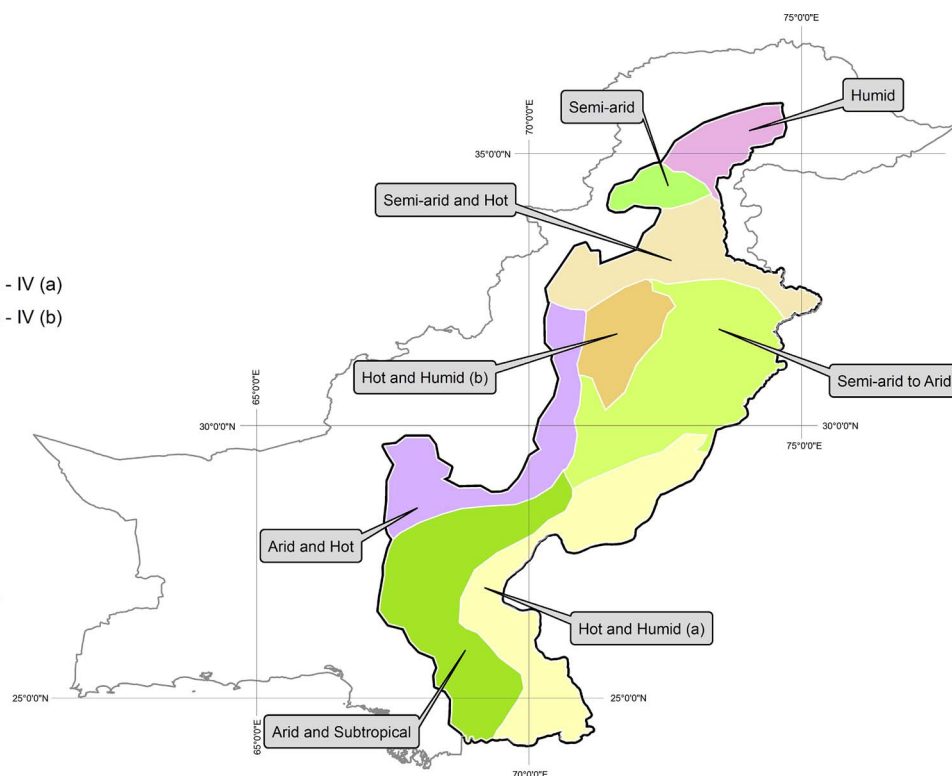 75°0'0"E
Humid
Semi-arid
70°0'0"E
35°0'0"N
Semi-arid and Hot
- IV (a)
- IV (b)
Hot and Humid (b)
Semi-arid to Arid
65°0'0"E
30°0'0"N
30°0'0"N
75°0'0"E
Arid and Hot
Hot and Humid (a)
25°0'0"N
25°0'0"N
65°0'0"E
Arid and Subtropical
70°0'0"E